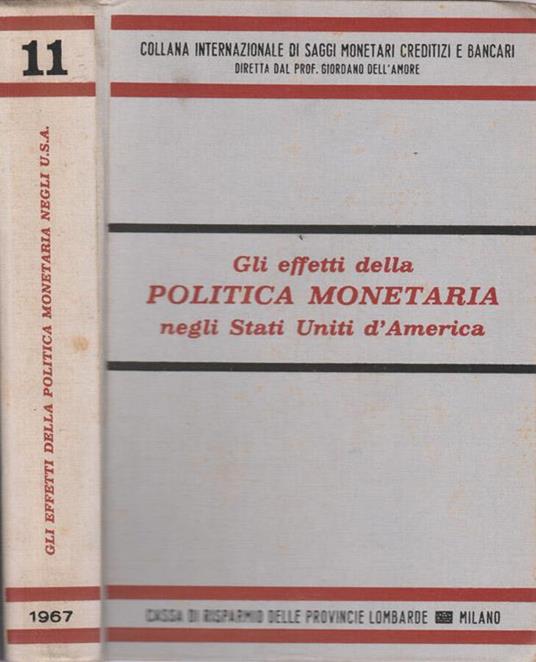 11
GLI EFFETTI DELLA POLITICA MONETARIA NEGLI U.S.A.
1967
COLLANA INTERNAZIONALE DI SAGGI MONETARI CREDITIZI E BANCARI
DIRETTA DAL PROF. GIORDANO DELL'AMORE
Gli effetti della
POLITICA MONETARIA
negli Stati Uniti d'America
CASSA DI RISPARMIO DELLE PROVINCIE LOMBARDE MILANO